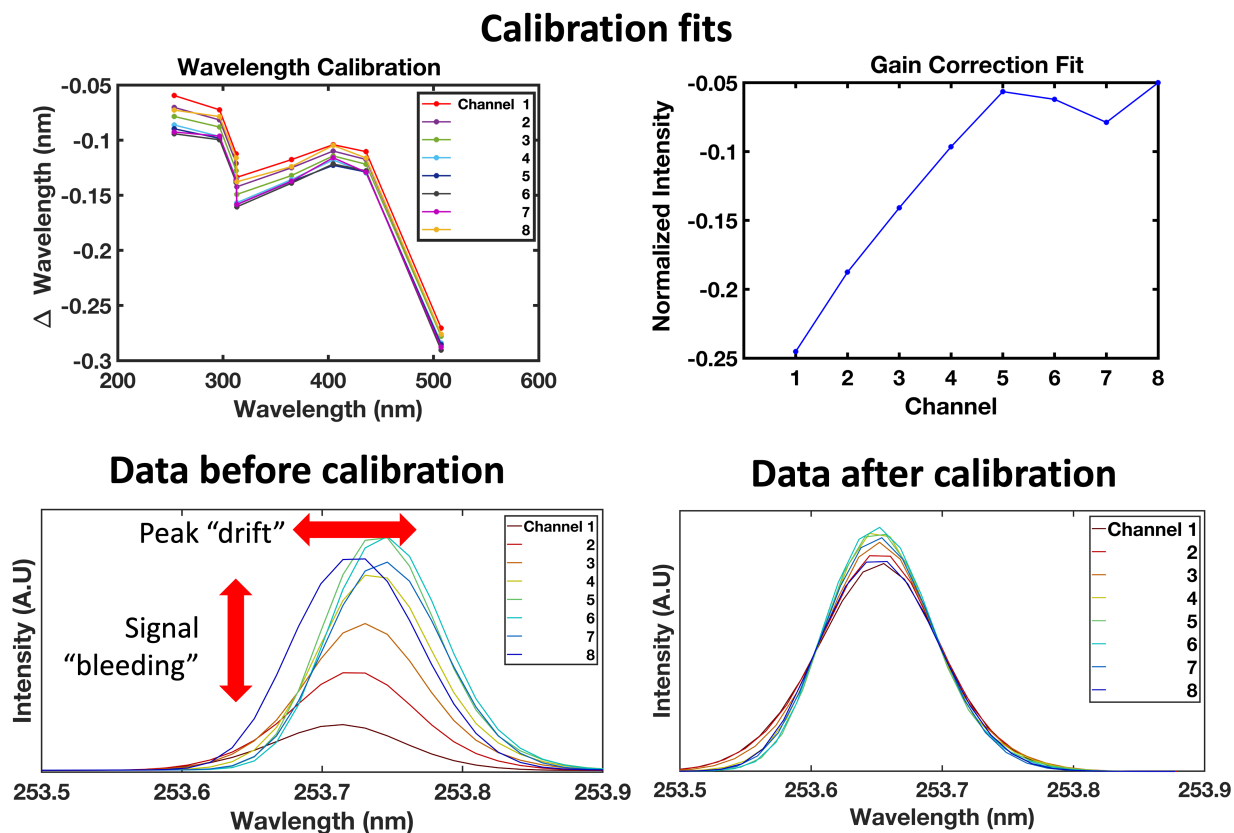 Calibration fits
Wavelength Calibration
-0.05
-0.1
-0.15
-0.2
-0.25
-0.3
200
300
400
500
600
Δ Wavelength (nm)
Wavelength (nm)
Channel 1
2
3
4
5
6
7
8
Gain Correction Fit
-0.05
-0.1
-0.15
-0.2
-0.25
1
2
3
4
5
6
7
8
Normalized Intensity
Channel
Data before calibration
Peak “drift”
Signal
“bleeding”
Channel 1
2
3
4
5
6
7
8
Intensity (A.U)
253.5
253.6
253.7
253.8
253.9
Wavlength (nm)
Data after calibration
Channel 1
2
3
4
5
6
7
8
Intensity (A.U)
253.5
253.6
253.7
253.8
253.9
Wavelength (nm)